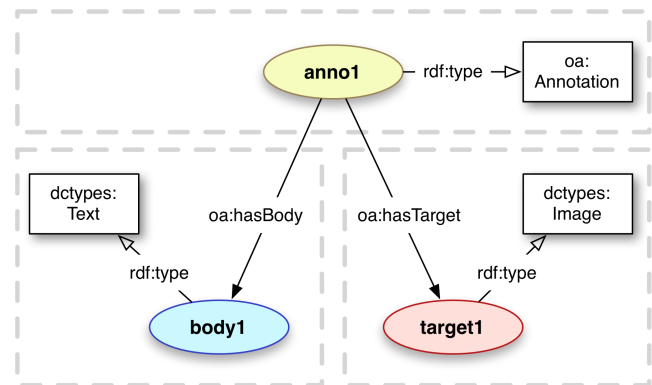 anno1
rdf:type
oa:
Annotation
dctypes:
Text
oa:hasBody
oa:hasTarget
dctypes:
Image
rdf:type
rdf:type
body1
target1